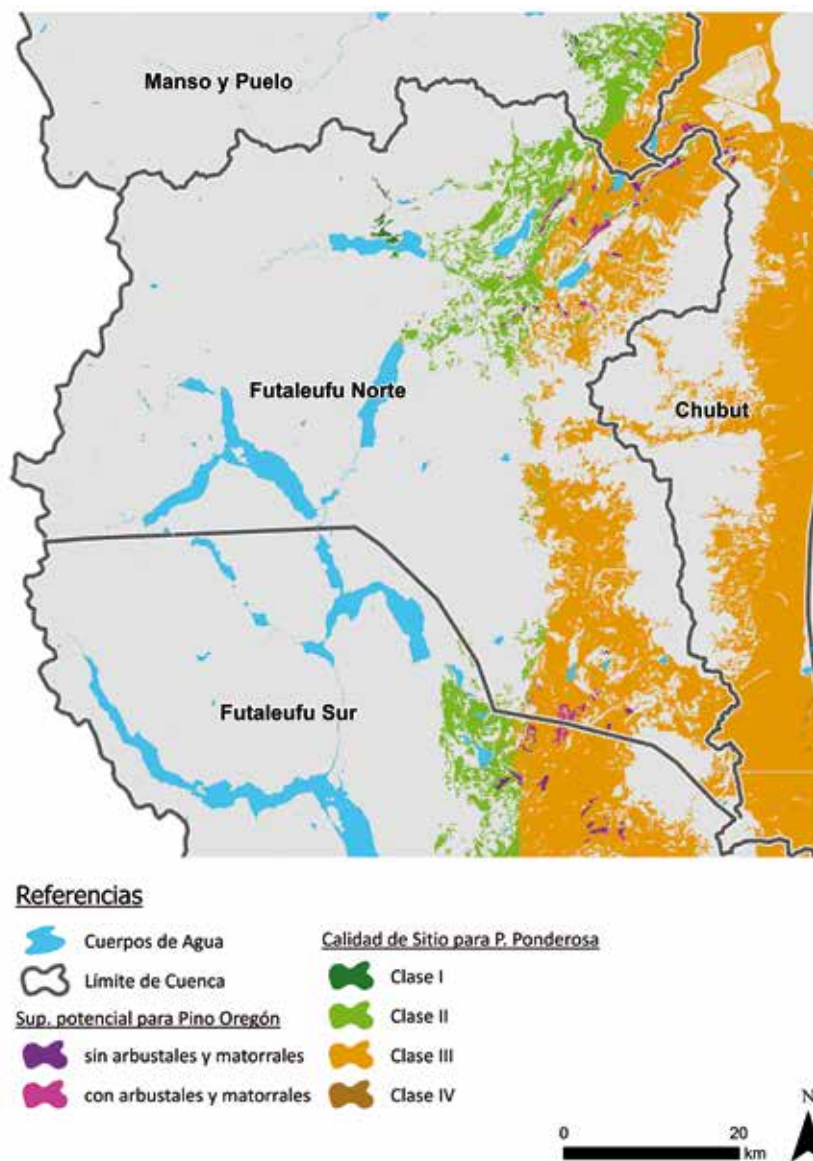 Manso y Puelo
Futaleufu Norte
Chubut
Futaleufu Sur
Referencias
Cuerpos de Agua
Límite de Cuenca
Sup. potencial para Pino Oregón
sin arbustales y matorrales
con arbustales y matorrales
Calidad de Sitio para P. Ponderosa
Clase I
Clase II
Clase III
Clase IV
N
0 20
km